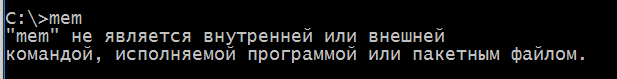 C:\>mem
"mem" не является внутренней или внешней
командой, исполняемой программой или пакетным файлом.